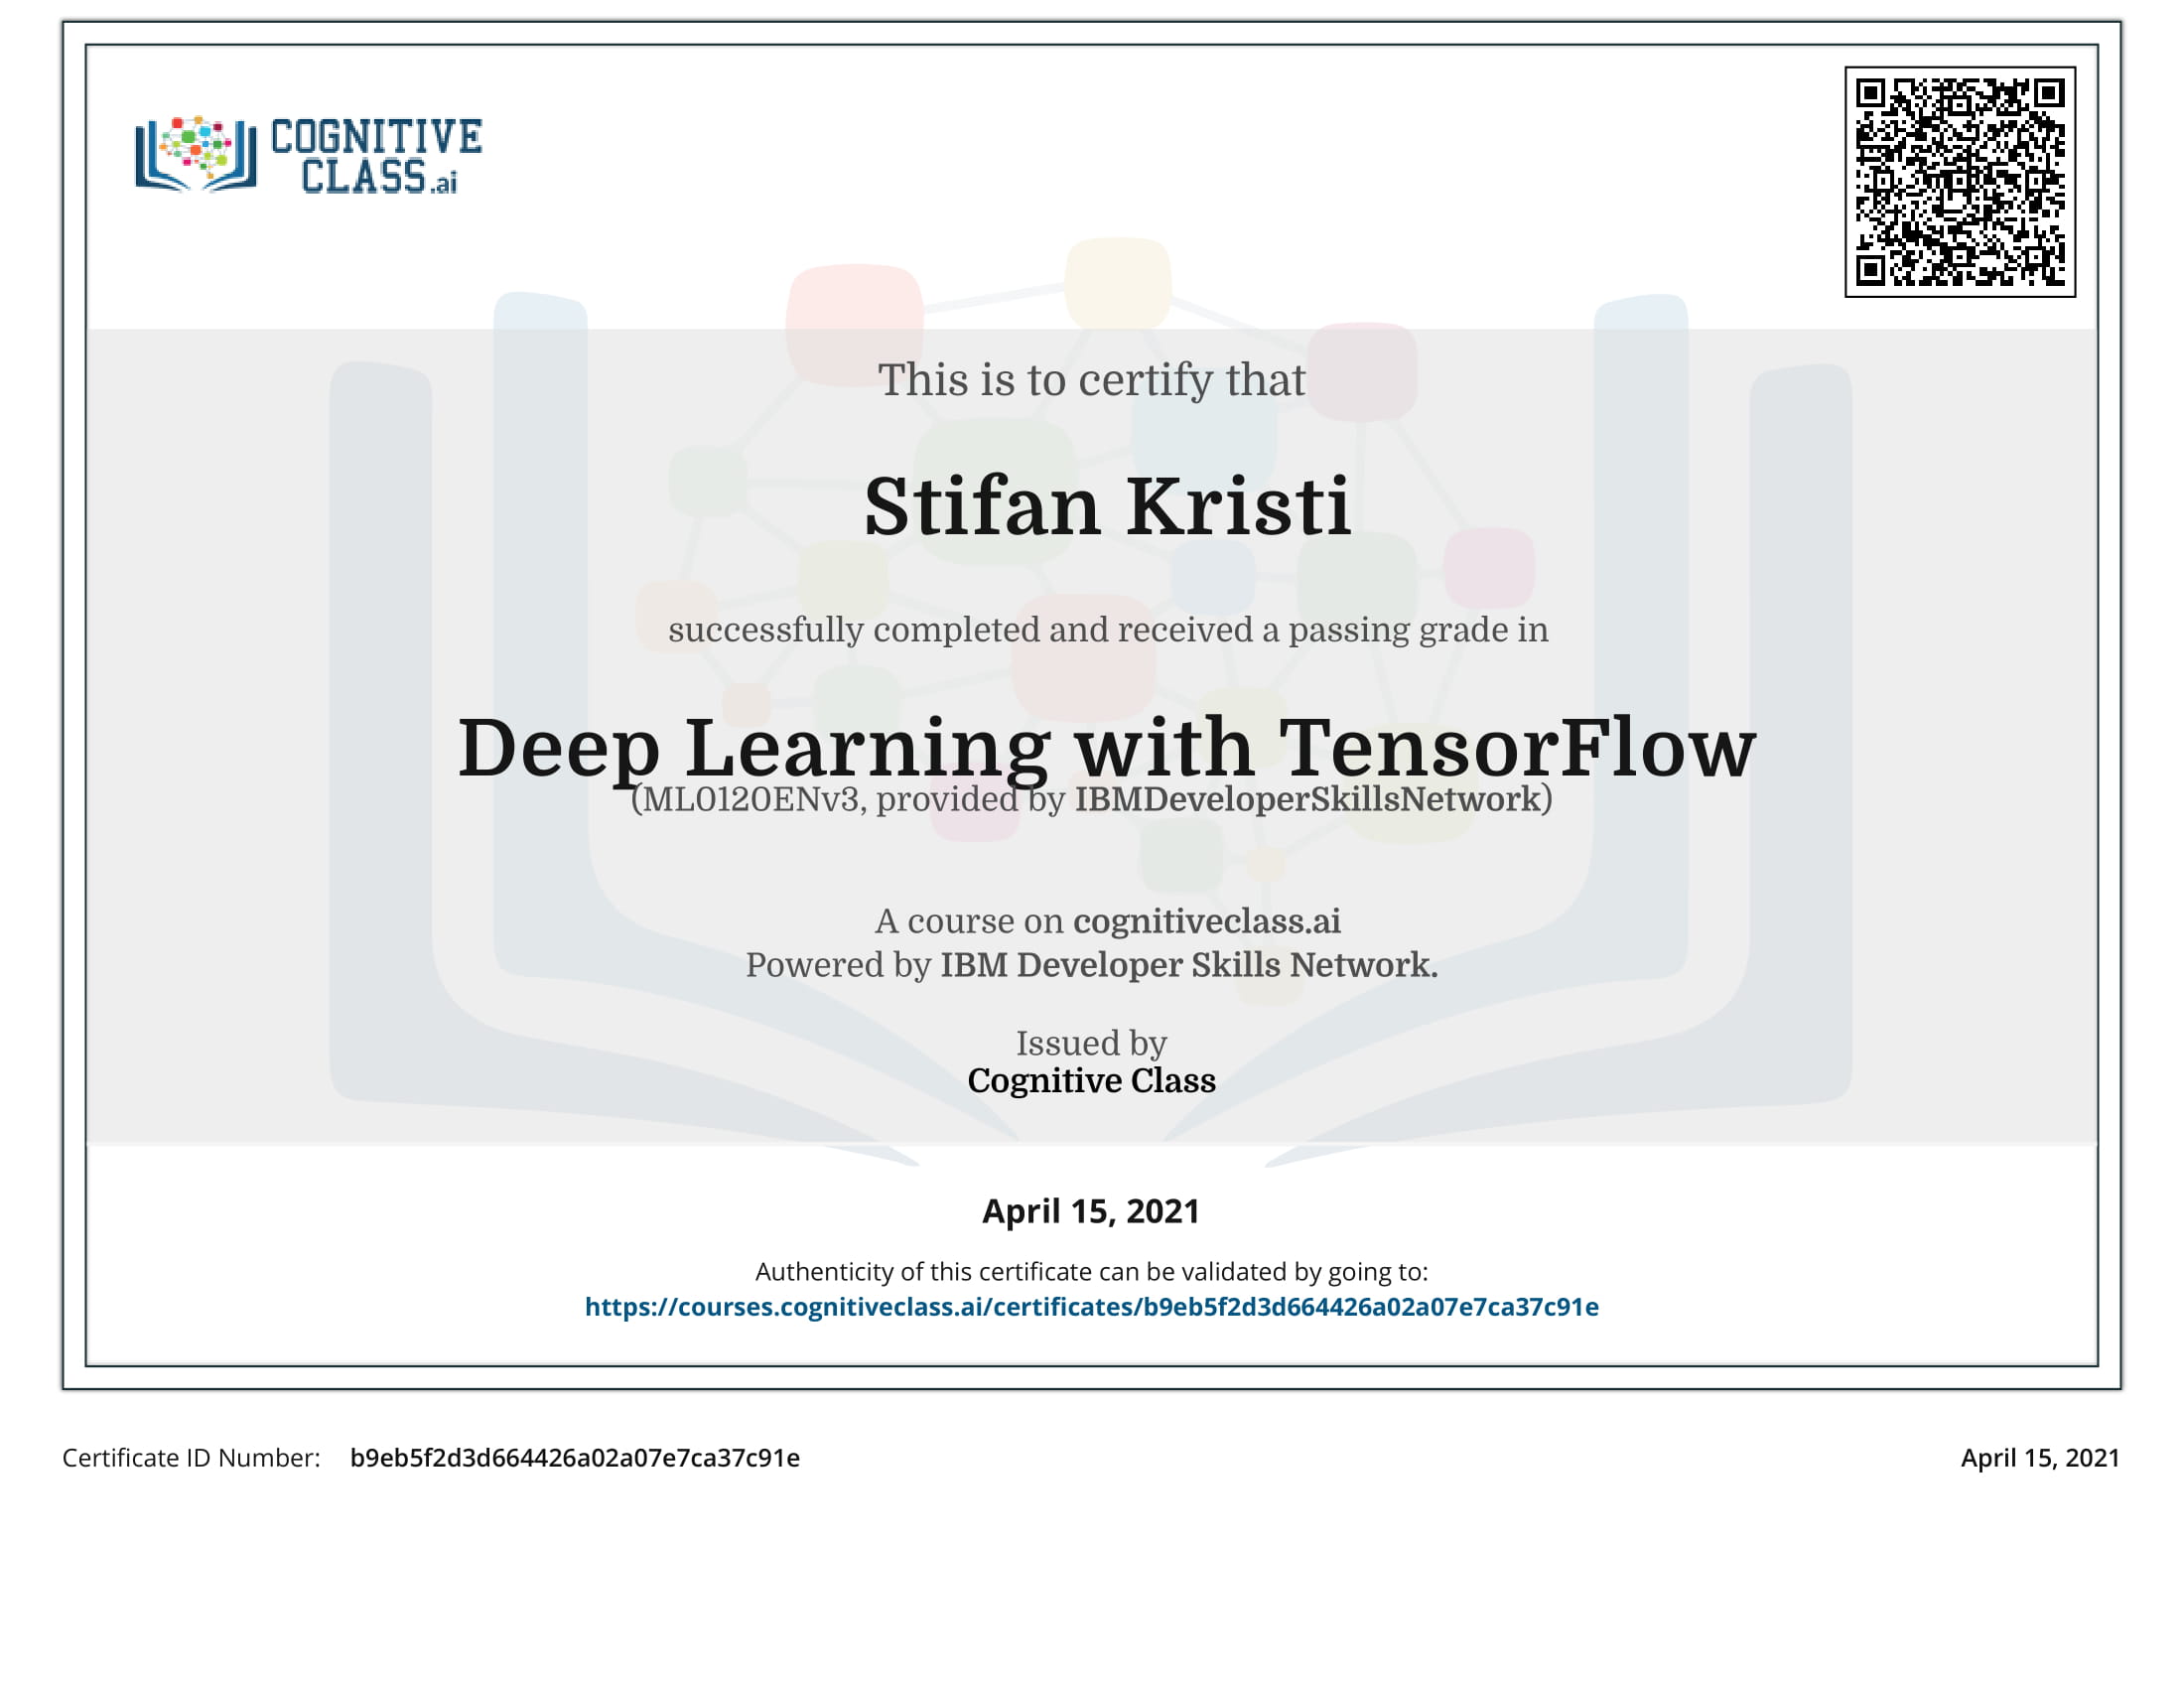 COGNITIVE
CLASS.ai
This is to certify that
Stifan Kristi
successfully completed and received a passing grade in
Deep Learning with TensorFlow
(ML0120ENv3, provided by IBMDeveloperSkillsNetwork)
A course on cognitiveclass.ai
Powered by IBM Developer Skills Network.
Issued by
Cognitive Class
April 15, 2021
Authenticity of this certificate can be validated by going to:
https://courses.cognitiveclass.ai/certificates/b9eb5f2d3d664426a02a07e7ca37c91e
Certificate ID Number: b9eb5f2d3d664426a02a07e7ca37c91e
April 15, 2021